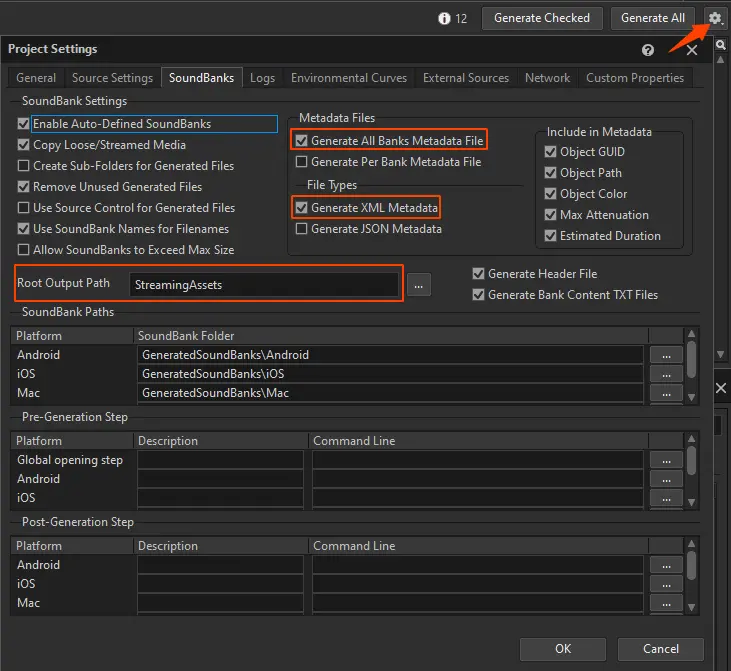 12 Generate Checked Generate All
Project Settings
General Source Settings SoundBanks Logs Environmental Curves External Sources Network Custom Properties
SoundBank Settings
Enable Auto-Defined SoundBanks
Copy Loose/Streamed Media
Create Sub-Folders for Generated Files
Remove Unused Generated Files
Use Source Control for Generated Files
Use SoundBank Names for Filenames
Allow SoundBanks to Exceed Max Size
Metadata Files
Generate All Banks Metadata File
Generate Per Bank Metadata File
File Types
Generate XML Metadata
Generate JSON Metadata
Include in Metadata
Object GUID
Object Path
Object Color
Max Attenuation
Estimated Duration
Root Output Path StreamingAssets ...
Generate Header File
Generate Bank Content TXT Files
SoundBank Paths
Platform SoundBank Folder
Android GeneratedSoundBanks\Android ...
iOS GeneratedSoundBanks\iOS ...
Mac GeneratedSoundBanks\Mac ...
Pre-Generation Step
Platform Description Command Line
Global opening step ...
Android ...
iOS ...
Post-Generation Step
Platform Description Command Line
Android ...
iOS ...
Mac ...
OK Cancel